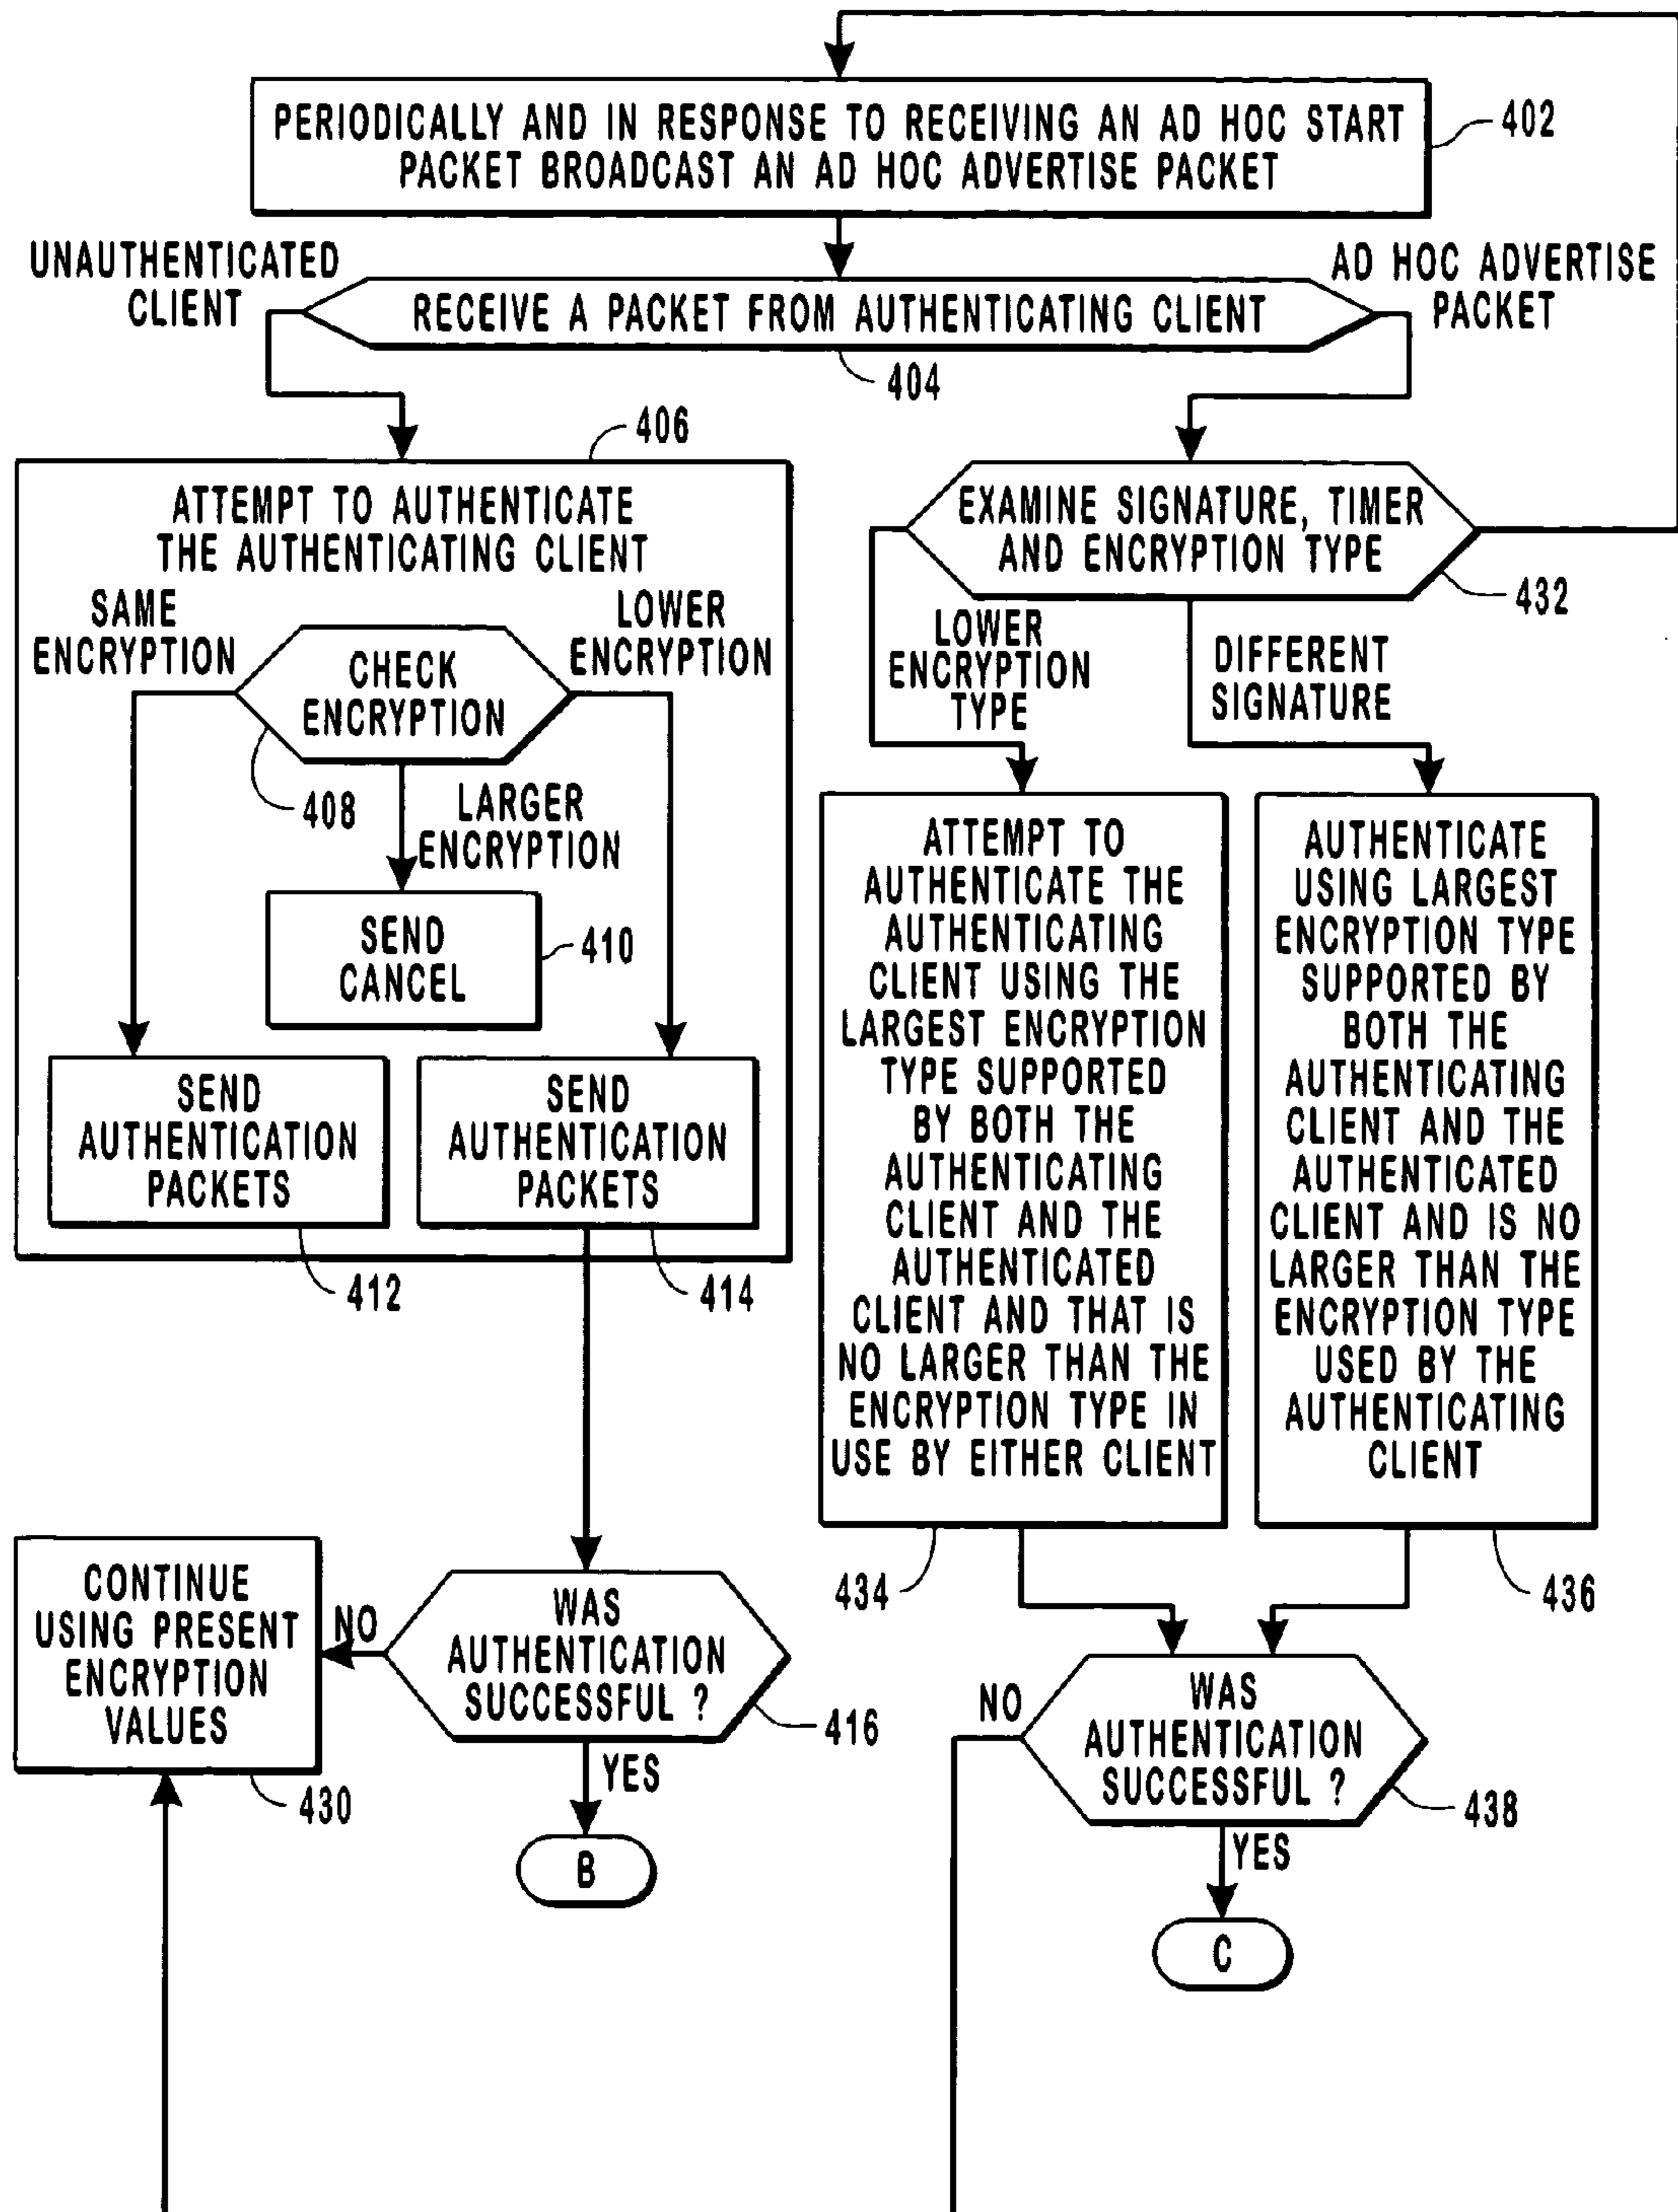 PERIODICALLY AND IN RESPONSE TO RECEIVING AN AD HOC START
PACKET BROADCAST AN AD HOC ADVERTISE PACKET
402
UNAUTHENTICATED
CLIENT
RECEIVE A PACKET FROM AUTHENTICATING CLIENT
AD HOC ADVERTISE
PACKET
404
406
ATTEMPT TO AUTHENTICATE
THE AUTHENTICATING CLIENT
SAME
ENCRYPTION
CHECK
ENCRYPTION
LOWER
ENCRYPTION
408
LARGER
ENCRYPTION
SEND
CANCEL
410
SEND
AUTHENTICATION
PACKETS
SEND
AUTHENTICATION
PACKETS
412
414
EXAMINE SIGNATURE, TIMER
AND ENCRYPTION TYPE
432
LOWER
ENCRYPTION
TYPE
DIFFERENT
SIGNATURE
ATTEMPT TO
AUTHENTICATE THE
AUTHENTICATING
CLIENT USING THE
LARGEST ENCRYPTION
TYPE SUPPORTED
BY BOTH THE
AUTHENTICATING
CLIENT AND THE
AUTHENTICATED
CLIENT AND THAT IS
NO LARGER THAN THE
ENCRYPTION TYPE IN
USE BY EITHER CLIENT
434
AUTHENTICATE
USING LARGEST
ENCRYPTION TYPE
SUPPORTED BY
BOTH THE
AUTHENTICATING
CLIENT AND THE
AUTHENTICATED
CLIENT AND IS NO
LARGER THAN THE
ENCRYPTION TYPE
USED BY THE
AUTHENTICATING
CLIENT
436
CONTINUE
USING PRESENT
ENCRYPTION
VALUES
430
NO
WAS
AUTHENTICATION
SUCCESSFUL ?
416
YES
B
NO
WAS
AUTHENTICATION
SUCCESSFUL ?
438
YES
C